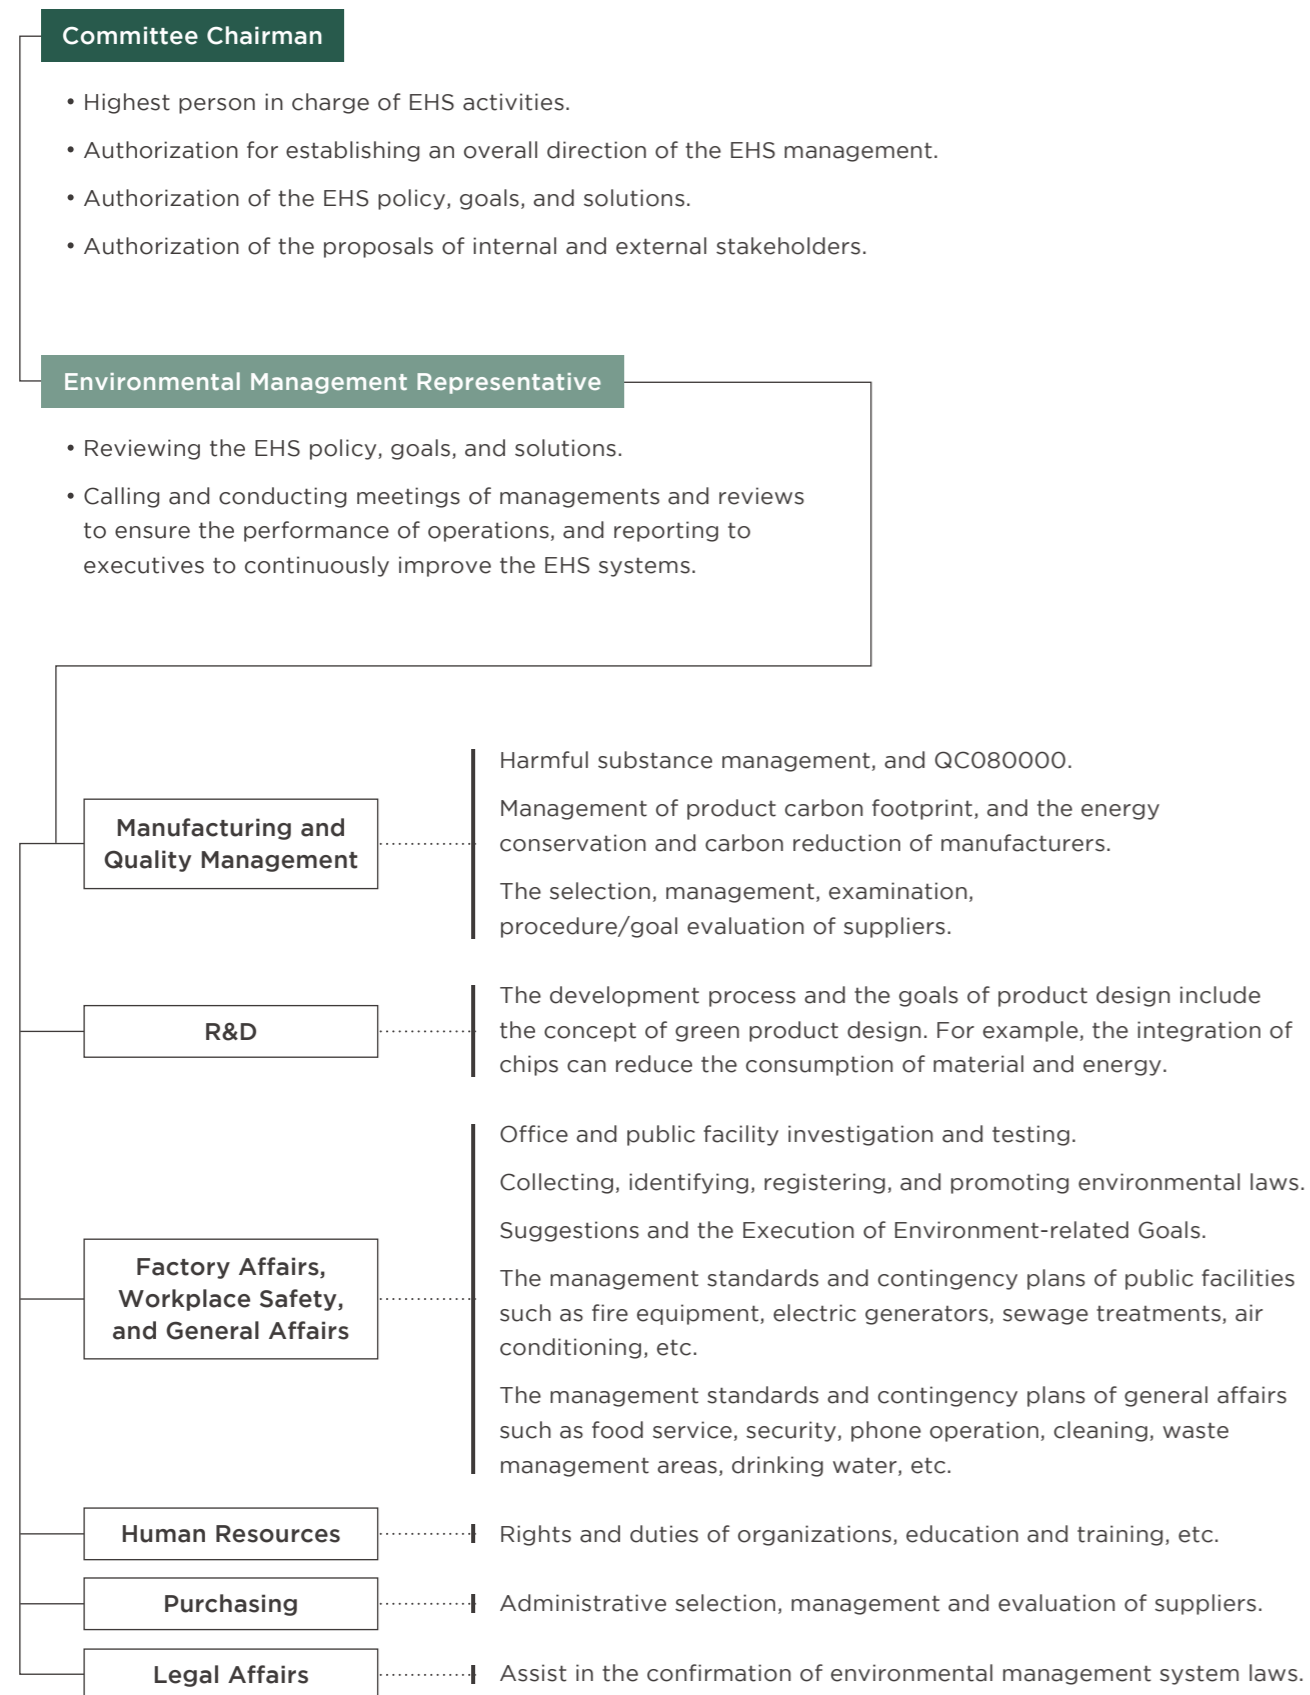 Committee Chairman
• Highest person in charge of EHS activities.
• Authorization for establishing an overall direction of the EHS management.
• Authorization of the EHS policy, goals, and solutions.
• Authorization of the proposals of internal and external stakeholders.
Environmental Management Representative
• Reviewing the EHS policy, goals, and solutions.
• Calling and conducting meetings of managements and reviews
to ensure the performance of operations, and reporting to
executives to continuously improve the EHS systems.
Manufacturing and
Quality Management
Harmful substance management, and QC080000.
Management of product carbon footprint, and the energy
conservation and carbon reduction of manufacturers.
The selection, management, examination,
procedure/goal evaluation of suppliers.
R&D
The development process and the goals of product design include
the concept of green product design. For example, the integration of
chips can reduce the consumption of material and energy.
Factory Affairs,
Workplace Safety,
and General Affairs
Office and public facility investigation and testing.
Collecting, identifying, registering, and promoting environmental laws.
Suggestions and the Execution of Environment-related Goals.
The management standards and contingency plans of public facilities
such as fire equipment, electric generators, sewage treatments, air
conditioning, etc.
The management standards and contingency plans of general affairs
such as food service, security, phone operation, cleaning, waste
management areas, drinking water, etc.
Human Resources
Rights and duties of organizations, education and training, etc.
Purchasing
Administrative selection, management and evaluation of suppliers.
Legal Affairs
Assist in the confirmation of environmental management system laws.